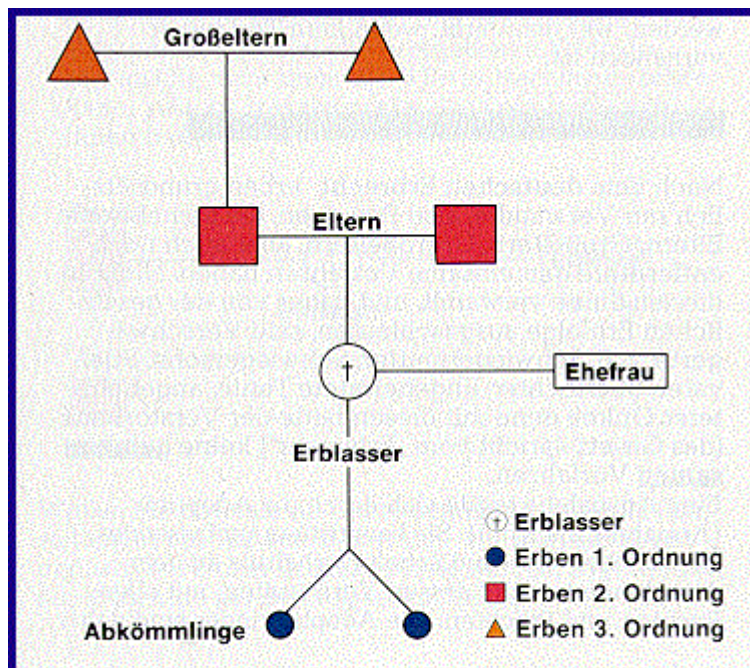 Großeltern
Eltern
†
Ehefrau
Erblasser
† Erblasser
Erben 1. Ordnung
Erben 2. Ordnung
Abkömmlinge
Erben 3. Ordnung